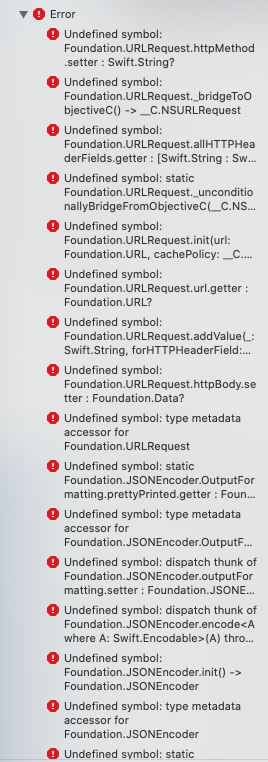 Error
Undefined symbol:
Foundation.URLRequest.httpMethod
.setter : Swift.String?
Undefined symbol:
Foundation.URLRequest._bridgeToO
bjectiveC() -> __C.NSURLRequest
Undefined symbol:
Foundation.URLRequest.allHTTPHea
derFields.getter : [Swift.String : Sw...
Undefined symbol: static
Foundation.URLRequest._unconditio
nallyBridgeFromObjectiveC(__C.NS...
Undefined symbol:
Foundation.URLRequest.init(url:
Foundation.URL, cachePolicy: __C....
Undefined symbol:
Foundation.URLRequest.url.getter :
Foundation.URL?
Undefined symbol:
Foundation.URLRequest.addValue(_:
Swift.String, forHTTPHeaderField:...
Undefined symbol:
Foundation.URLRequest.httpBody.se
tter : Foundation.Data?
Undefined symbol: type metadata
accessor for
Foundation.URLRequest
Undefined symbol: static
Foundation.JSONEncoder.OutputFor
matting.prettyPrinted.getter : Foun...
Undefined symbol: type metadata
accessor for
Foundation.JSONEncoder.OutputF...
Undefined symbol: dispatch thunk of
Foundation.JSONEncoder.outputFor
matting.setter : Foundation.JSONE...
Undefined symbol: dispatch thunk of
Foundation.JSONEncoder.encode<A
where A: Swift.Encodable>(A) thro...
Undefined symbol:
Foundation.JSONEncoder.init() ->
Foundation.JSONEncoder
Undefined symbol: type metadata
accessor for
Foundation.JSONEncoder
Undefined symbol: static